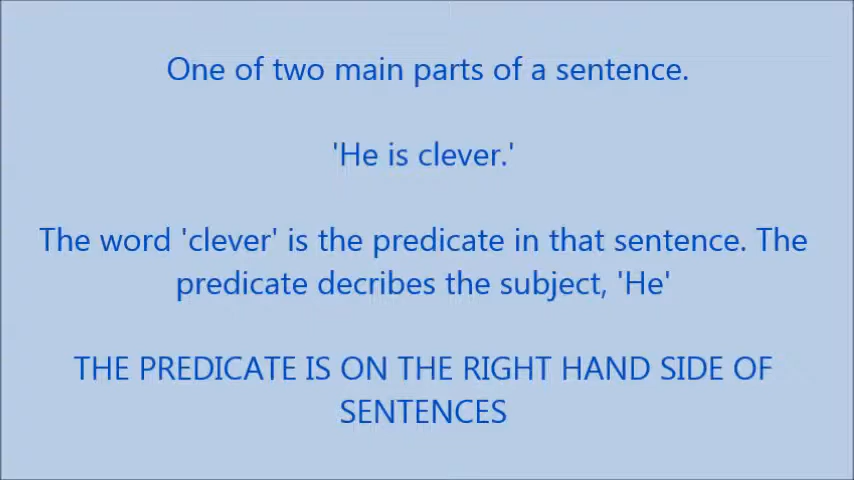 One of two main parts of a sentence.
'He is clever.'
The word 'clever' is the predicate in that sentence. The
predicate decribes the subject, 'He'
THE PREDICATE IS ON THE RIGHT HAND SIDE OF
SENTENCES